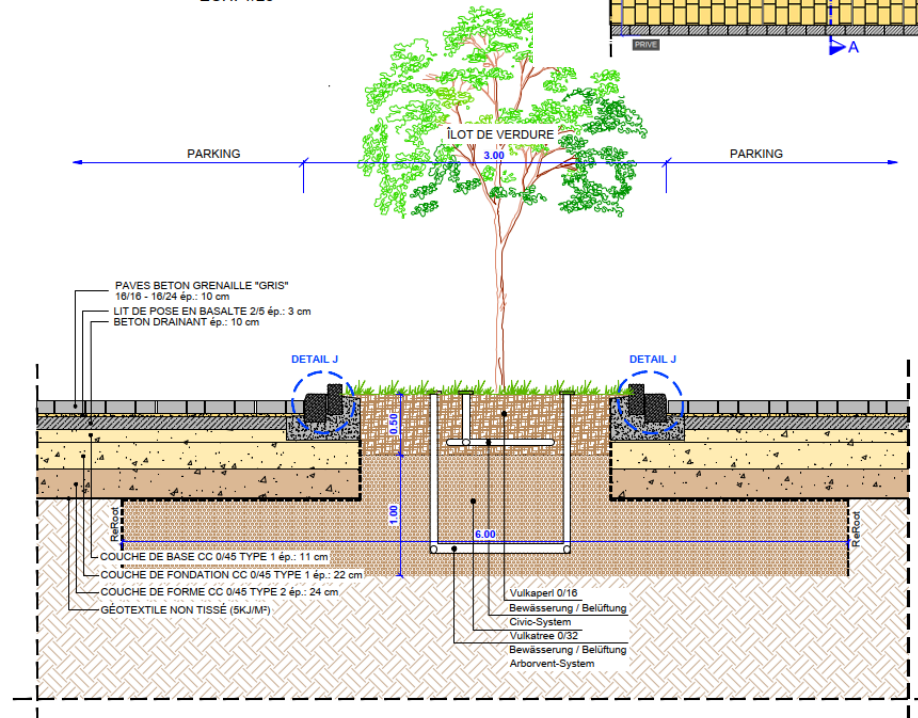 PRIVE
A
ÎLOT DE VERDURE
PARKING
3.00
PARKING
PAVES BETON GRENAILLE "GRIS"
16/16 - 16/24 ép.: 10 cm
LIT DE POSE EN BASALTE 2/5 ép.: 3 cm
BETON DRAINANT ép.: 10 cm
DETAIL J
DETAIL J
0.50
1.00
6.00
ReRoot
ReRoot
COUCHE DE BASE CC 0/45 TYPE 1 ép.: 11 cm
COUCHE DE FONDATION CC 0/45 TYPE 1 ép.: 22 cm
COUCHE DE FORME CC 0/45 TYPE 2 ép.: 24 cm
GÉOTEXTILE NON TISSÉ (5KJ/M²)
Vulkaperl 0/16
Bewässerung / Belüftung
Civic-System
Vulkatree 0/32
Bewässerung / Belüftung
Arborvent-System